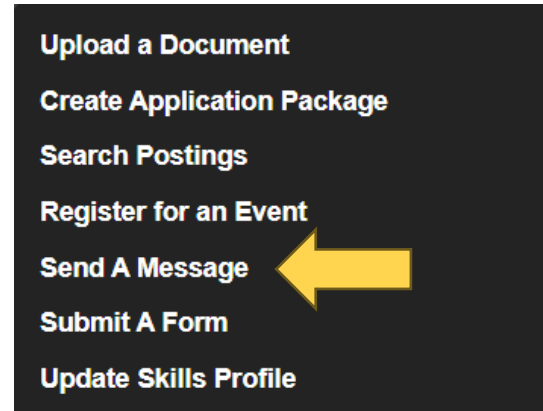 Upload a Document
Create Application Package
Search Postings
Register for an Event
Send A Message
Submit A Form
Update Skills Profile